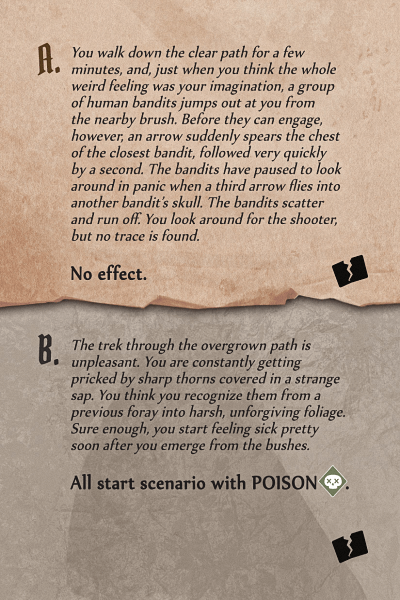 A.
You walk down the clear path for a few
minutes, and, just when you think the whole
weird feeling was your imagination, a group
of human bandits jumps out at you from
the nearby brush. Before they can engage,
however, an arrow suddenly spears the chest
of the closest bandit, followed very quickly
by a second. The bandits have paused to look
around in panic when a third arrow flies into
another bandit's skull. The bandits scatter
and run off. You look around for the shooter,
but no trace is found.
No effect.
B.
The trek through the overgrown path is
unpleasant. You are constantly getting
pricked by sharp thorns covered in a strange
sap. You think you recognize them from a
previous foray into harsh, unforgiving foliage.
Sure enough, you start feeling sick pretty
soon after you emerge from the bushes.
All start scenario with POISON.